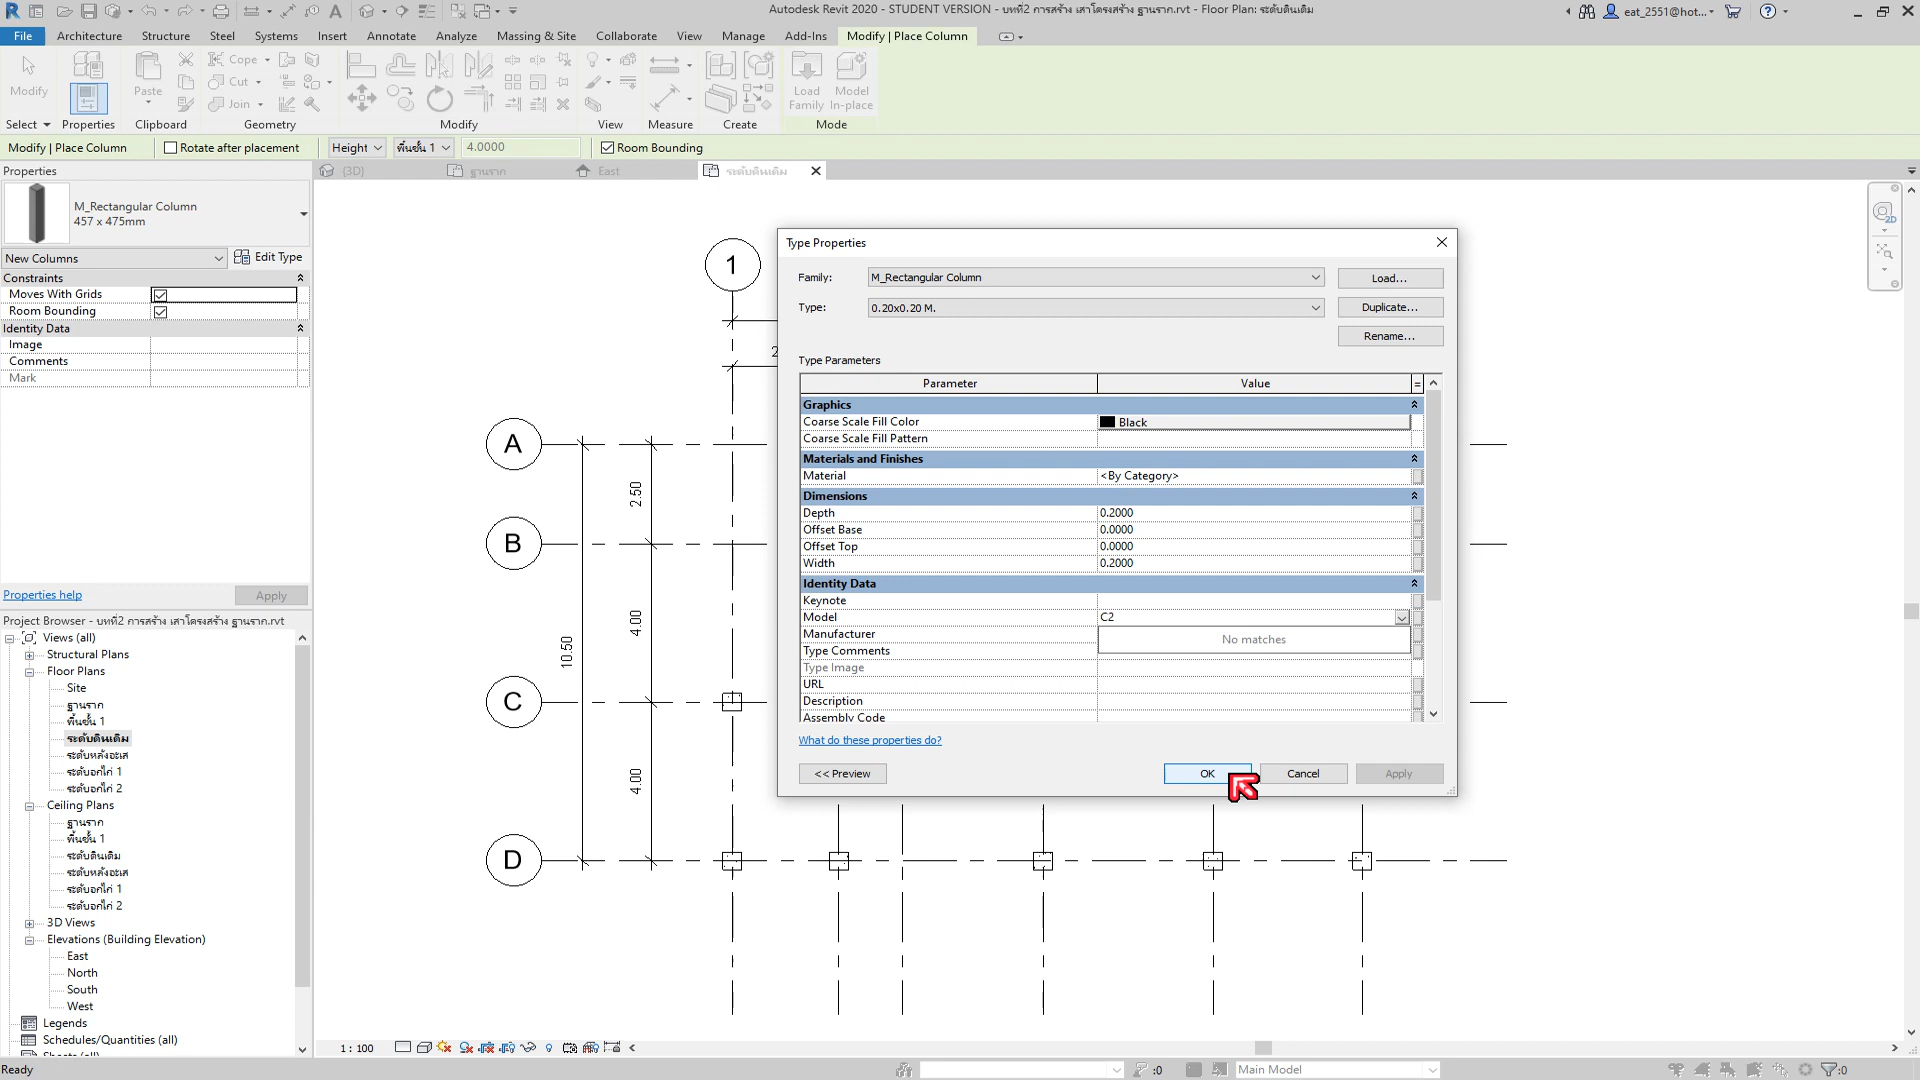 Autodesk Revit 2020 - STUDENT VERSION - บทที่2 การสร้าง เสาโครงสร้าง ฐานราก.rvt - Floor Plan: ระดับดินเดิม
eat_2551@hot...
File Architecture Structure Steel Systems Insert Annotate Analyze Massing & Site Collaborate View Manage Add-Ins Modify | Place Column
Modify Paste Cope Cut Join Load Family Model In-place
Select Properties Clipboard Geometry Modify View Measure Create Mode
Modify | Place Column Rotate after placement Height พื้นชั้น 1 4.0000 Room Bounding
Properties
(3D) ฐานราก East ระดับดินเดิม
M_Rectangular Column
457 x 475mm
New Columns Edit Type
Constraints
Moves With Grids
Room Bounding
Identity Data
Image
Comments
Mark
Properties help Apply
Project Browser - บทที่2 การสร้าง เสาโครงสร้าง ฐานราก.rvt
Views (all)
Structural Plans
Floor Plans
Site
ฐานราก
พื้นชั้น 1
ระดับดินเดิม
ระดับหลังอะเส
ระดับอกไก่ 1
ระดับอกไก่ 2
Ceiling Plans
ฐานราก
พื้นชั้น 1
ระดับดินเดิม
ระดับหลังอะเส
ระดับอกไก่ 1
ระดับอกไก่ 2
3D Views
Elevations (Building Elevation)
East
North
South
West
Legends
Schedules/Quantities (all)
Sheets (all)
1
2
A
B
C
D
2.50
4.00
4.00
10.50
2D
Type Properties
Family: M_Rectangular Column Load...
Type: 0.20x0.20 M. Duplicate...
Rename...
Type Parameters
Parameter Value =
Graphics
Coarse Scale Fill Color Black
Coarse Scale Fill Pattern
Materials and Finishes
Material <By Category>
Dimensions
Depth 0.2000
Offset Base 0.0000
Offset Top 0.0000
Width 0.2000
Identity Data
Keynote
Model C2
Manufacturer No matches
Type Comments
Type Image
URL
Description
Assembly Code
What do these properties do?
<< Preview OK Cancel Apply
1 : 100
Ready :0 Main Model :0